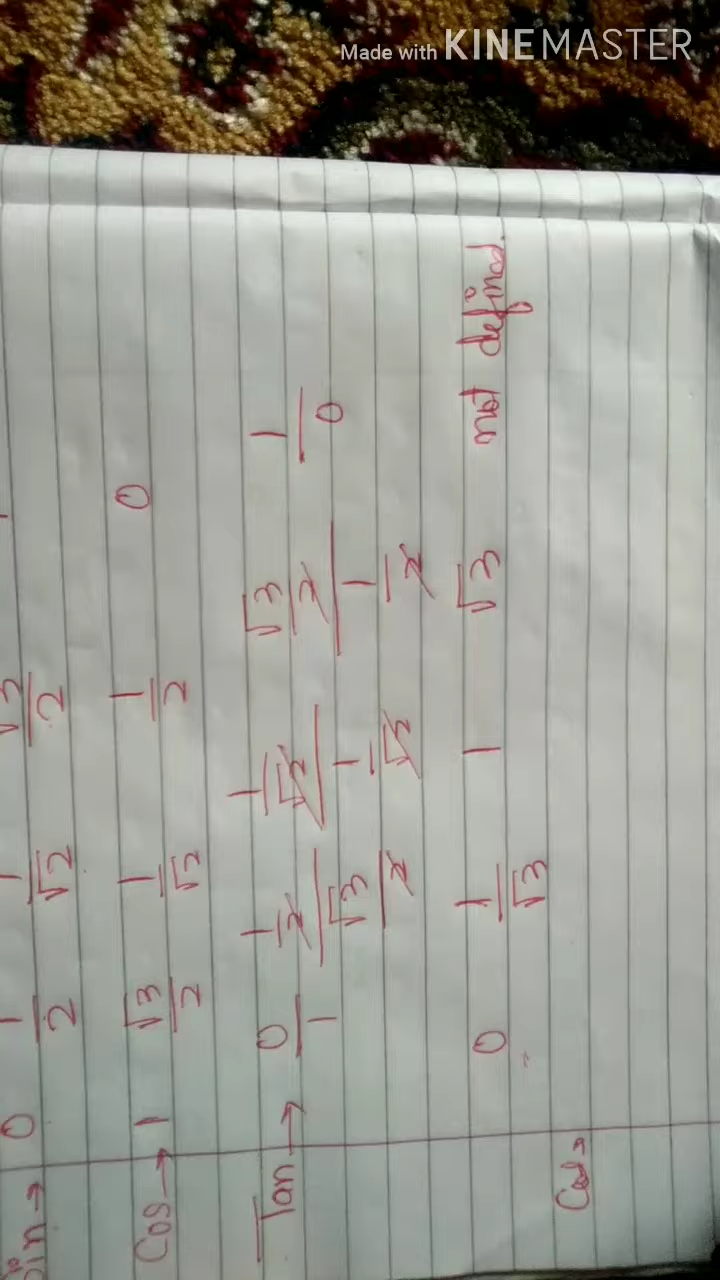 Made with KINEMASTER
Sin → 0 1/2 1/√2 √3/2 1
Cos → 1 √3/2 1/√2 1/2 0
Tan → 0/1 1/2/√3/2 1/√2/1/√2 √3/2/1/2 1/0
0 1/√3 1 √3 not defined.